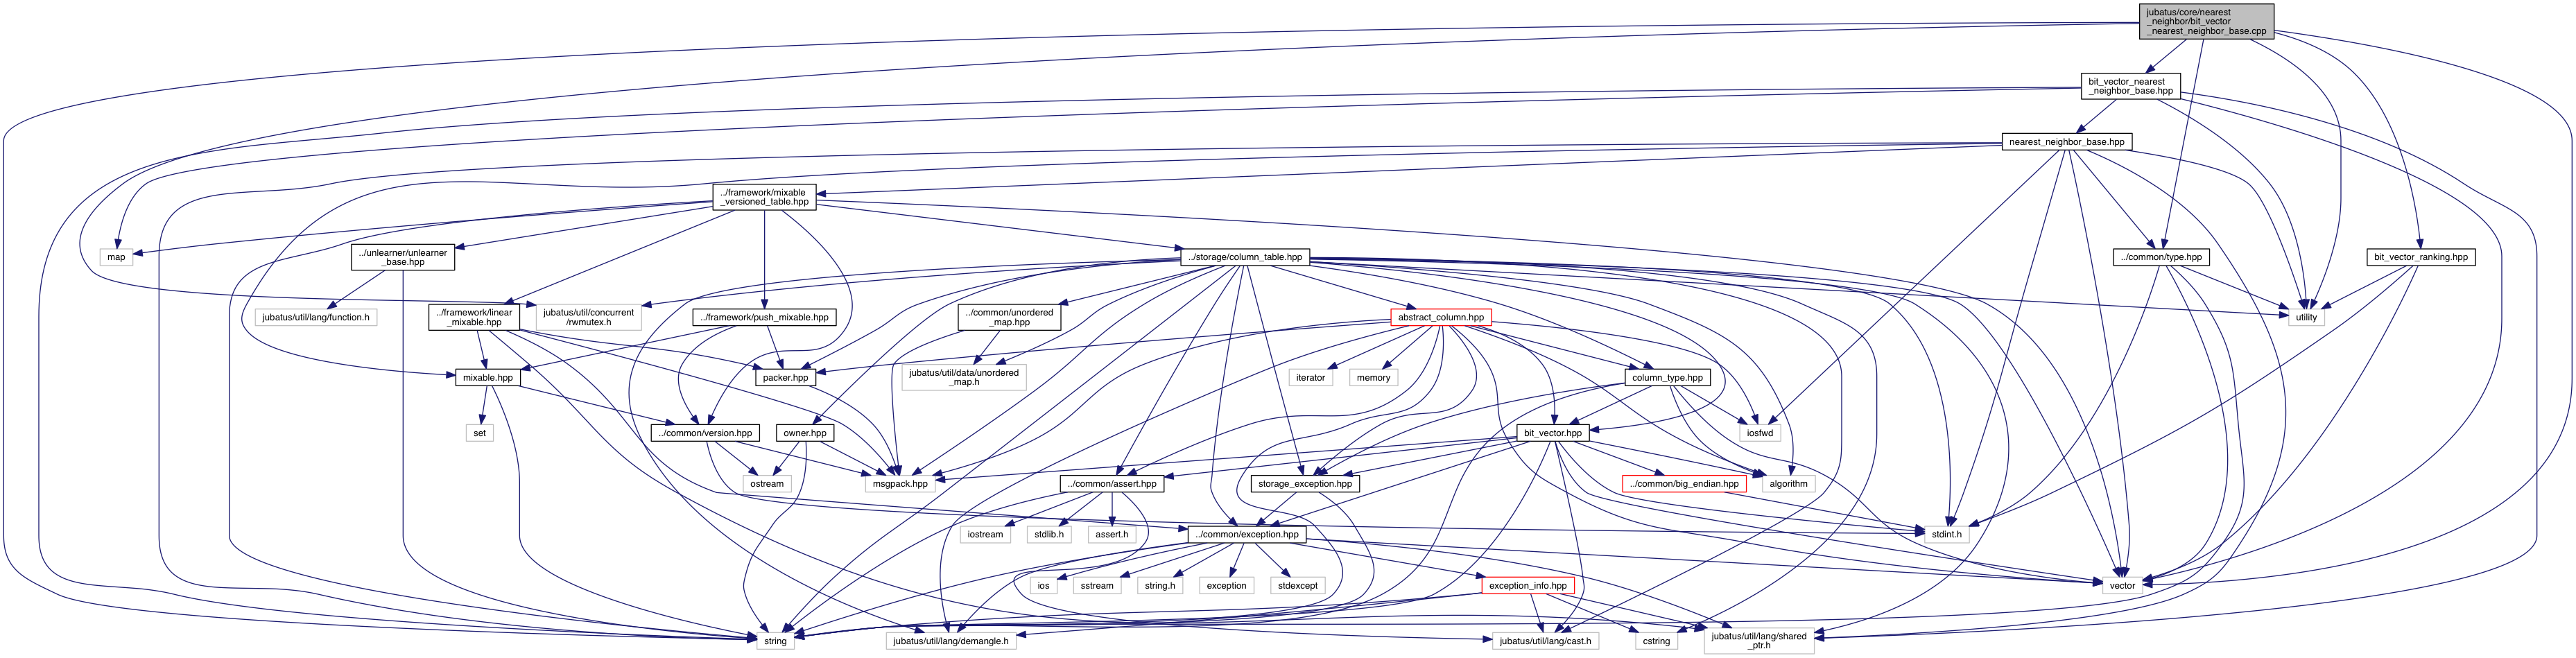 jubatus/core/nearest
_neighbor/bit_vector
_nearest_neighbor_base.cpp
bit_vector_nearest
_neighbor_base.hpp
nearest_neighbor_base.hpp
../framework/mixable
_versioned_table.hpp
map
../unlearner/unlearner
_base.hpp
../storage/column_table.hpp
../common/type.hpp
bit_vector_ranking.hpp
jubatus/util/lang/function.h
../framework/linear
_mixable.hpp
jubatus/util/concurrent
/rwmutex.h
../framework/push_mixable.hpp
../common/unordered
_map.hpp
abstract_column.hpp
utility
mixable.hpp
packer.hpp
jubatus/util/data/unordered
_map.h
iterator
memory
column_type.hpp
set
../common/version.hpp
owner.hpp
bit_vector.hpp
iosfwd
ostream
msgpack.hpp
../common/assert.hpp
storage_exception.hpp
../common/big_endian.hpp
algorithm
iostream
stdlib.h
assert.h
../common/exception.hpp
stdint.h
ios
sstream
string.h
exception
stdexcept
exception_info.hpp
vector
string
jubatus/util/lang/demangle.h
jubatus/util/lang/cast.h
cstring
jubatus/util/lang/shared
_ptr.h